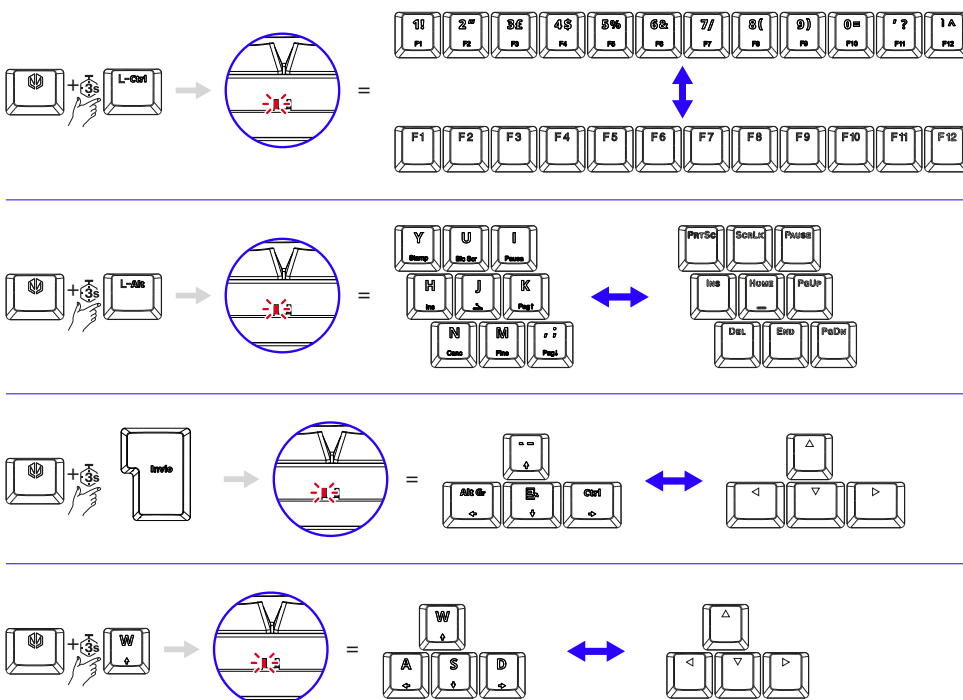 1! 2" 3£ 4$ 5% 6& 7/ 8( 9) 0= '? ì^
F1 F2 F3 F4 F5 F6 F7 F8 F9 F10 F11 F12
+ 3s L-Ctrl =
F1 F2 F3 F4 F5 F6 F7 F8 F9 F10 F11 F12
Y U I PrtSc ScrLk Pause
Stamp Blc Scr Pause
+ 3s L-Alt =
H J K Ins Home PgUp
Ins Pag↑
N M , ; Del End PgDn
Canc Fine Pag↓
- _
+ 3s Invio =
Alt Gr Ctrl
+ 3s W =
W
A S D